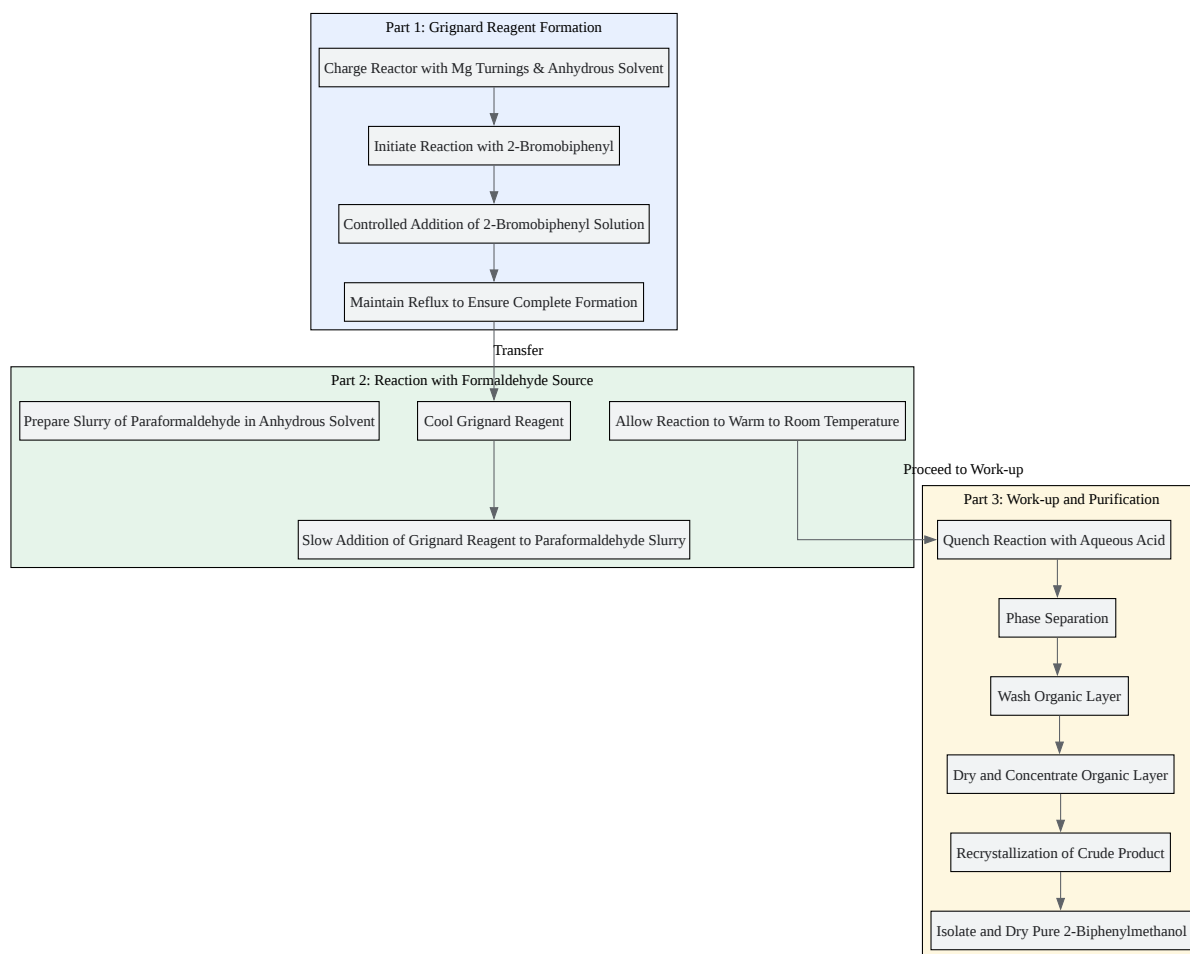 Part 1: Grignard Reagent Formation
Charge Reactor with Mg Turnings & Anhydrous Solvent
Initiate Reaction with 2-Bromobiphenyl
Controlled Addition of 2-Bromobiphenyl Solution
Maintain Reflux to Ensure Complete Formation
Transfer
Part 2: Reaction with Formaldehyde Source
Prepare Slurry of Paraformaldehyde in Anhydrous Solvent
Cool Grignard Reagent
Allow Reaction to Warm to Room Temperature
Slow Addition of Grignard Reagent to Paraformaldehyde Slurry
Proceed to Work-up
Part 3: Work-up and Purification
Quench Reaction with Aqueous Acid
Phase Separation
Wash Organic Layer
Dry and Concentrate Organic Layer
Recrystallization of Crude Product
Isolate and Dry Pure 2-Biphenylmethanol